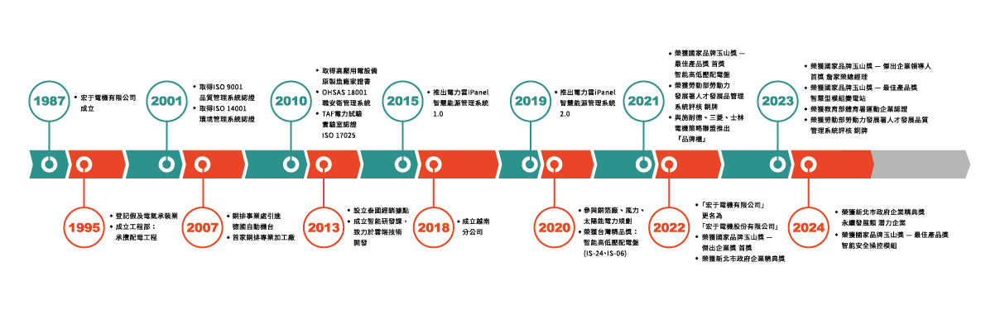 1987
◆ 宏于電機有限公司
成立
1995
◆ 登記假及電氣承裝業
◆ 成立工程部：
承攬配電工程
2001
◆ 取得ISO 9001
品質管理系統認證
◆ 取得ISO 14001
環境管理系統認證
2007
◆ 銅排事業處引進
德國自動機台
◆ 首家銅排專業加工廠
2010
◆ 取得高壓用電設備
原製造廠家證書
◆ OHSAS 18001
職安衛管理系統
◆ TAF電力試驗
實驗室認證
ISO 17025
2013
◆ 設立泰國經銷據點
◆ 成立智能研發課，
致力於雲端技術
開發
2015
◆ 推出電力雲iPanel
智慧能源管理系統
1.0
2018
◆ 成立越南
分公司
2019
◆ 推出電力雲iPanel
智慧能源管理系統
2.0
2020
◆ 參與銅箔廠、風力、
太陽能電力規劃
◆ 榮獲台灣精品獎：
智能高低壓配電盤
(IS-24、IS-06)
2021
◆ 榮獲國家品牌玉山獎 —
最佳產品獎 首獎
智能高低壓配電盤
◆ 榮獲勞動部勞動力
發展署人才發展品管理
系統評核 銅牌
◆ 與施耐德、三菱、士林
電機策略聯盟推出
「品牌櫃」
2022
◆ 「宏于電機有限公司」
更名為
「宏于電機股份有限公司」
◆ 榮獲國家品牌玉山獎 —
傑出企業獎 首獎
◆ 榮獲新北市政府企業精典獎
2023
◆ 榮獲國家品牌玉山獎 — 傑出企業領導人
首獎 詹家榮總經理
◆ 榮獲國家品牌玉山獎 — 最佳產品獎
智慧型模組變電站
◆ 榮獲教育部體育署運動企業認證
◆ 榮獲勞動部勞動力發展署人才發展品質
管理系統評核 銅牌
2024
◆ 榮獲新北市政府企業精典獎
永續發展類 潛力企業
◆ 榮獲國家品牌玉山獎 — 最佳產品獎
智能安全操控模組